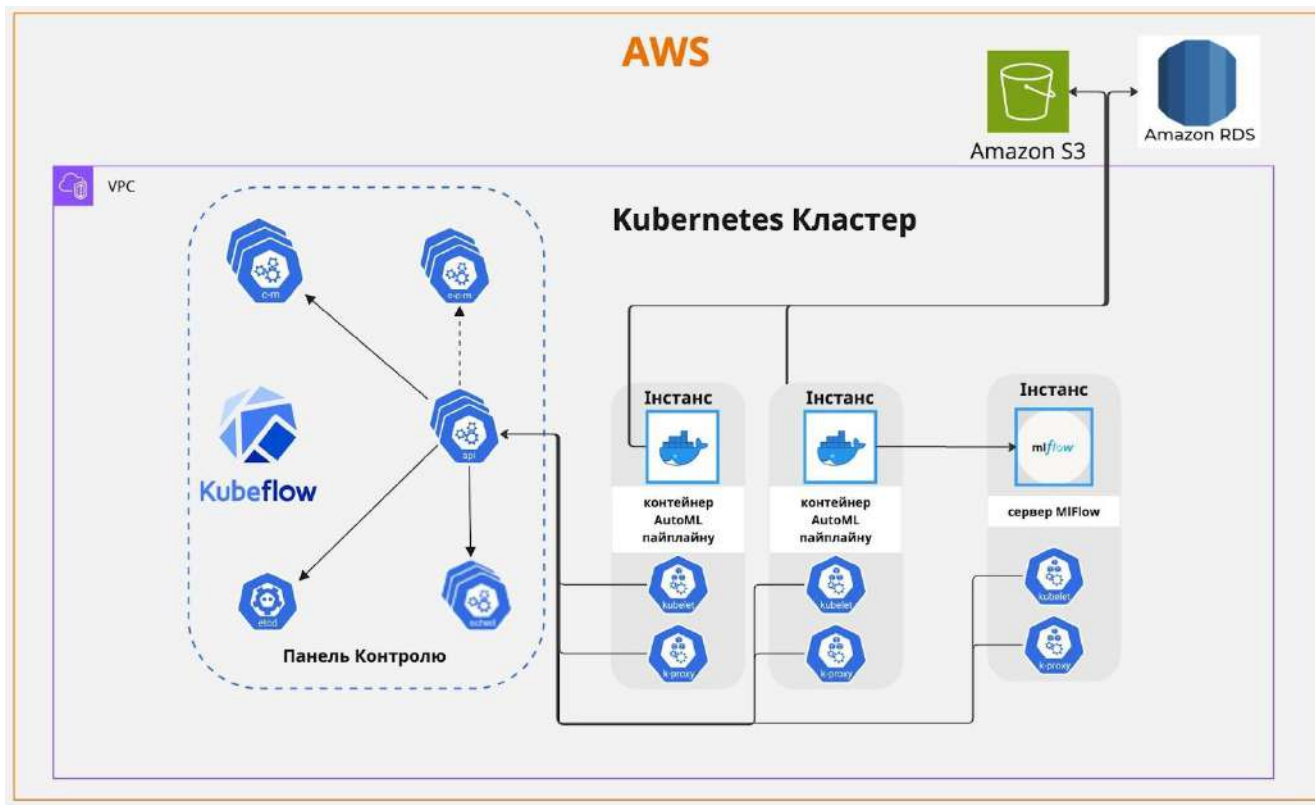 AWS
Amazon S3
Amazon RDS
VPC
Kubernetes Кластер
c-m
c-c-m
Kubeflow
api
etcd
sched
Панель Контролю
Інстанс
контейнер
AutoML
пайплайну
kubelet
k-proxy
Інстанс
контейнер
AutoML
пайплайну
kubelet
k-proxy
Інстанс
mlflow
сервер MlFlow
kubelet
k-proxy